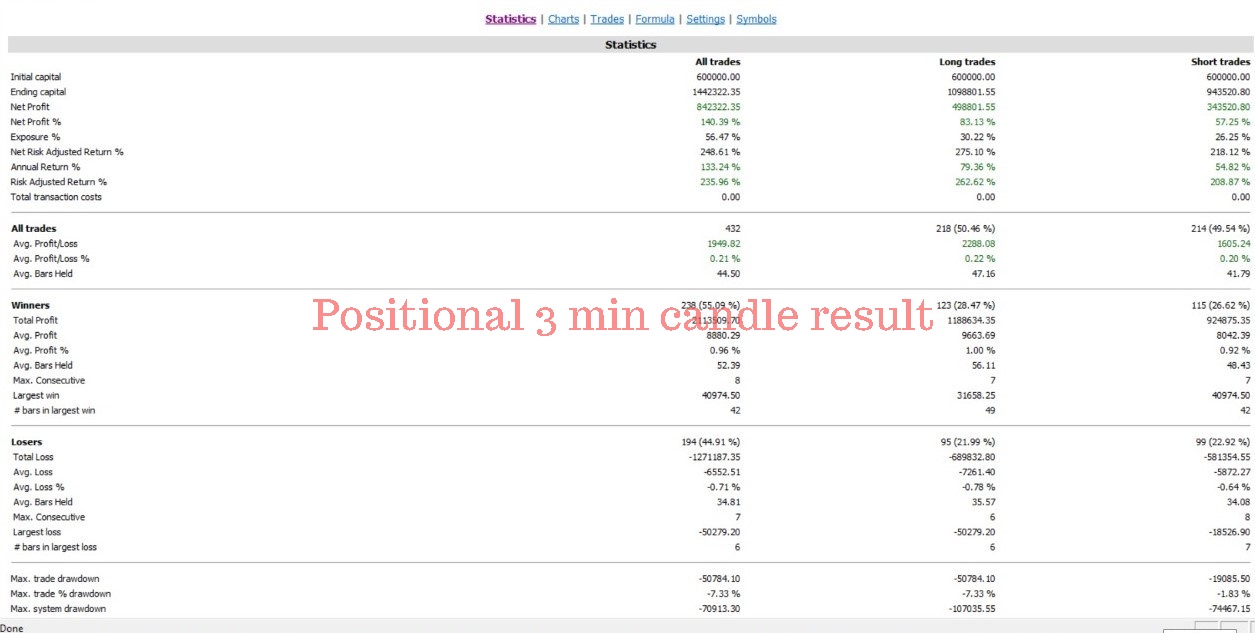 Statistics | Charts | Trades | Formula | Settings | Symbols
Statistics
All trades Long trades Short trades
Initial capital 600000.00 600000.00 600000.00
Ending capital 1442322.35 1098801.55 943520.80
Net Profit 842322.35 498801.55 343520.80
Net Profit % 140.39 % 83.13 % 57.25 %
Exposure % 56.47 % 30.22 % 26.25 %
Net Risk Adjusted Return % 248.61 % 275.10 % 218.12 %
Annual Return % 133.24 % 79.36 % 54.82 %
Risk Adjusted Return % 235.96 % 262.62 % 208.87 %
Total transaction costs 0.00 0.00 0.00
All trades 432 218 (50.46 %) 214 (49.54 %)
Avg. Profit/Loss 1949.82 2288.08 1605.24
Avg. Profit/Loss % 0.21 % 0.22 % 0.20 %
Avg. Bars Held 44.50 47.16 41.79
Winners 238 (55.09 %) 123 (28.47 %) 115 (26.62 %)
Positional 3 min candle result
Total Profit 2113509.70 1188634.35 924875.35
Avg. Profit 8880.29 9663.69 8042.39
Avg. Profit % 0.96 % 1.00 % 0.92 %
Avg. Bars Held 52.39 56.11 48.43
Max. Consecutive 8 7 7
Largest win 40974.50 31658.25 40974.50
# bars in largest win 42 49 42
Losers 194 (44.91 %) 95 (21.99 %) 99 (22.92 %)
Total Loss -1271187.35 -689832.80 -581354.55
Avg. Loss -6552.51 -7261.40 -5872.27
Avg. Loss % -0.71 % -0.78 % -0.64 %
Avg. Bars Held 34.81 35.57 34.08
Max. Consecutive 7 6 8
Largest loss -50279.20 -50279.20 -18526.90
# bars in largest loss 6 6 7
Max. trade drawdown -50784.10 -50784.10 -19085.50
Max. trade % drawdown -7.33 % -7.33 % -1.83 %
Max. system drawdown -70913.30 -107035.55 -74467.15
Done